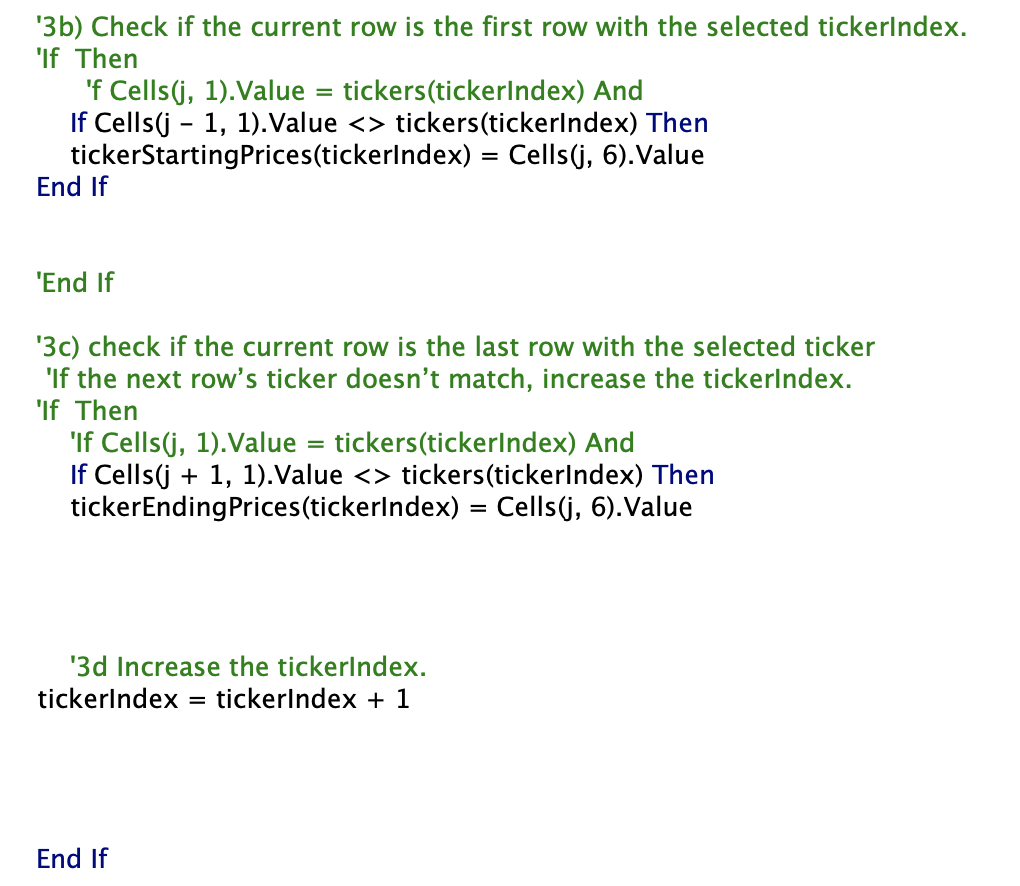 '3b) Check if the current row is the first row with the selected tickerIndex.
'If  Then
'f Cells(j, 1).Value = tickers(tickerIndex) And
If Cells(j - 1, 1).Value <> tickers(tickerIndex) Then
tickerStartingPrices(tickerIndex) = Cells(j, 6).Value
End If
'End If
'3c) check if the current row is the last row with the selected ticker
'If the next row’s ticker doesn’t match, increase the tickerIndex.
'If  Then
'If Cells(j, 1).Value = tickers(tickerIndex) And
If Cells(j + 1, 1).Value <> tickers(tickerIndex) Then
tickerEndingPrices(tickerIndex) = Cells(j, 6).Value
'3d Increase the tickerIndex.
tickerIndex = tickerIndex + 1
End If